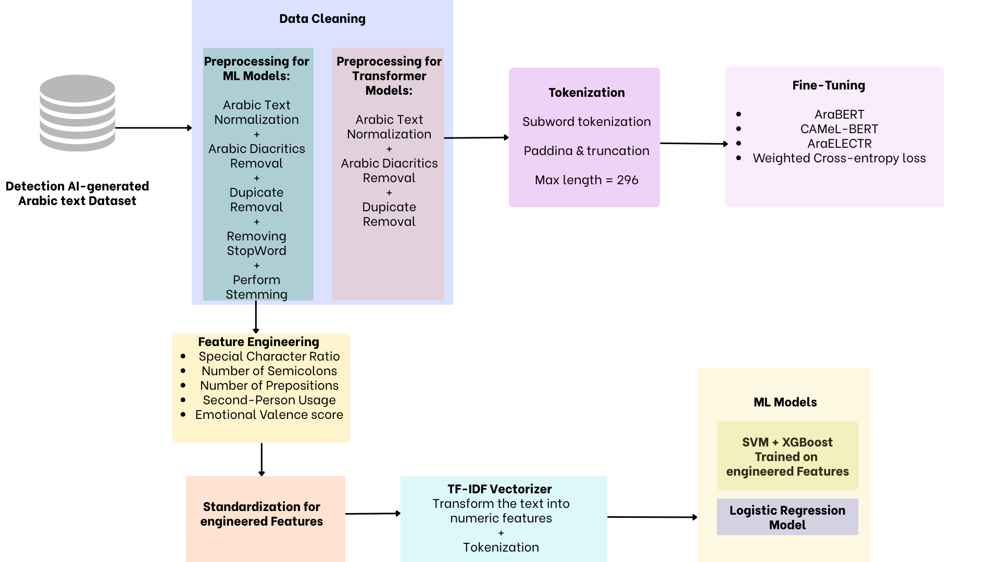 Data Cleaning
Preprocessing for
ML Models:
Arabic Text
Normalization
+
Arabic Diacritics
Removal
+
Dupicate
Removal
+
Removing
StopWord
+
Perform
Stemming
Preprocessing for
Transformer
Models:
Arabic Text
Normalization
+
Arabic Diacritics
Removal
+
Dupicate
Removal
Detection AI-generated
Arabic text Dataset
Tokenization
Subword tokenization
Paddina & truncation
Max length = 296
Fine-Tuning
• AraBERT
• CAMeL-BERT
• AraELECTR
• Weighted Cross-entropy loss
Feature Engineering
• Special Character Ratio
• Number of Semicolons
• Number of Prepositions
• Second-Person Usage
• Emotional Valence score
Standardization for
engineered Features
TF-IDF Vectorizer
Transform the text into
numeric features
+
Tokenization
ML Models
SVM + XGBoost
Trained on
engineered Features
Logistic Regression
Model